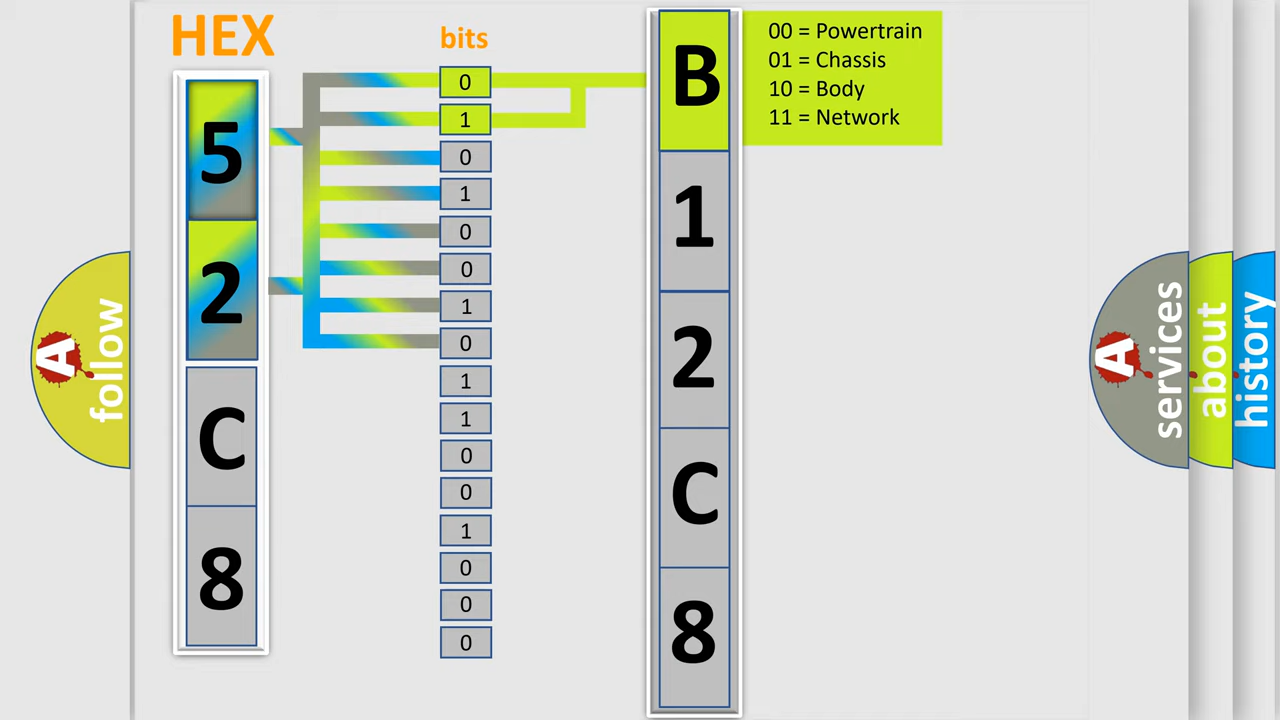 HEX
bits
5
2
C
8
0
1
0
1
0
0
1
0
1
1
0
0
1
0
0
0
B
1
2
C
8
00 = Powertrain
01 = Chassis
10 = Body
11 = Network
A
follow
A
services
about
history